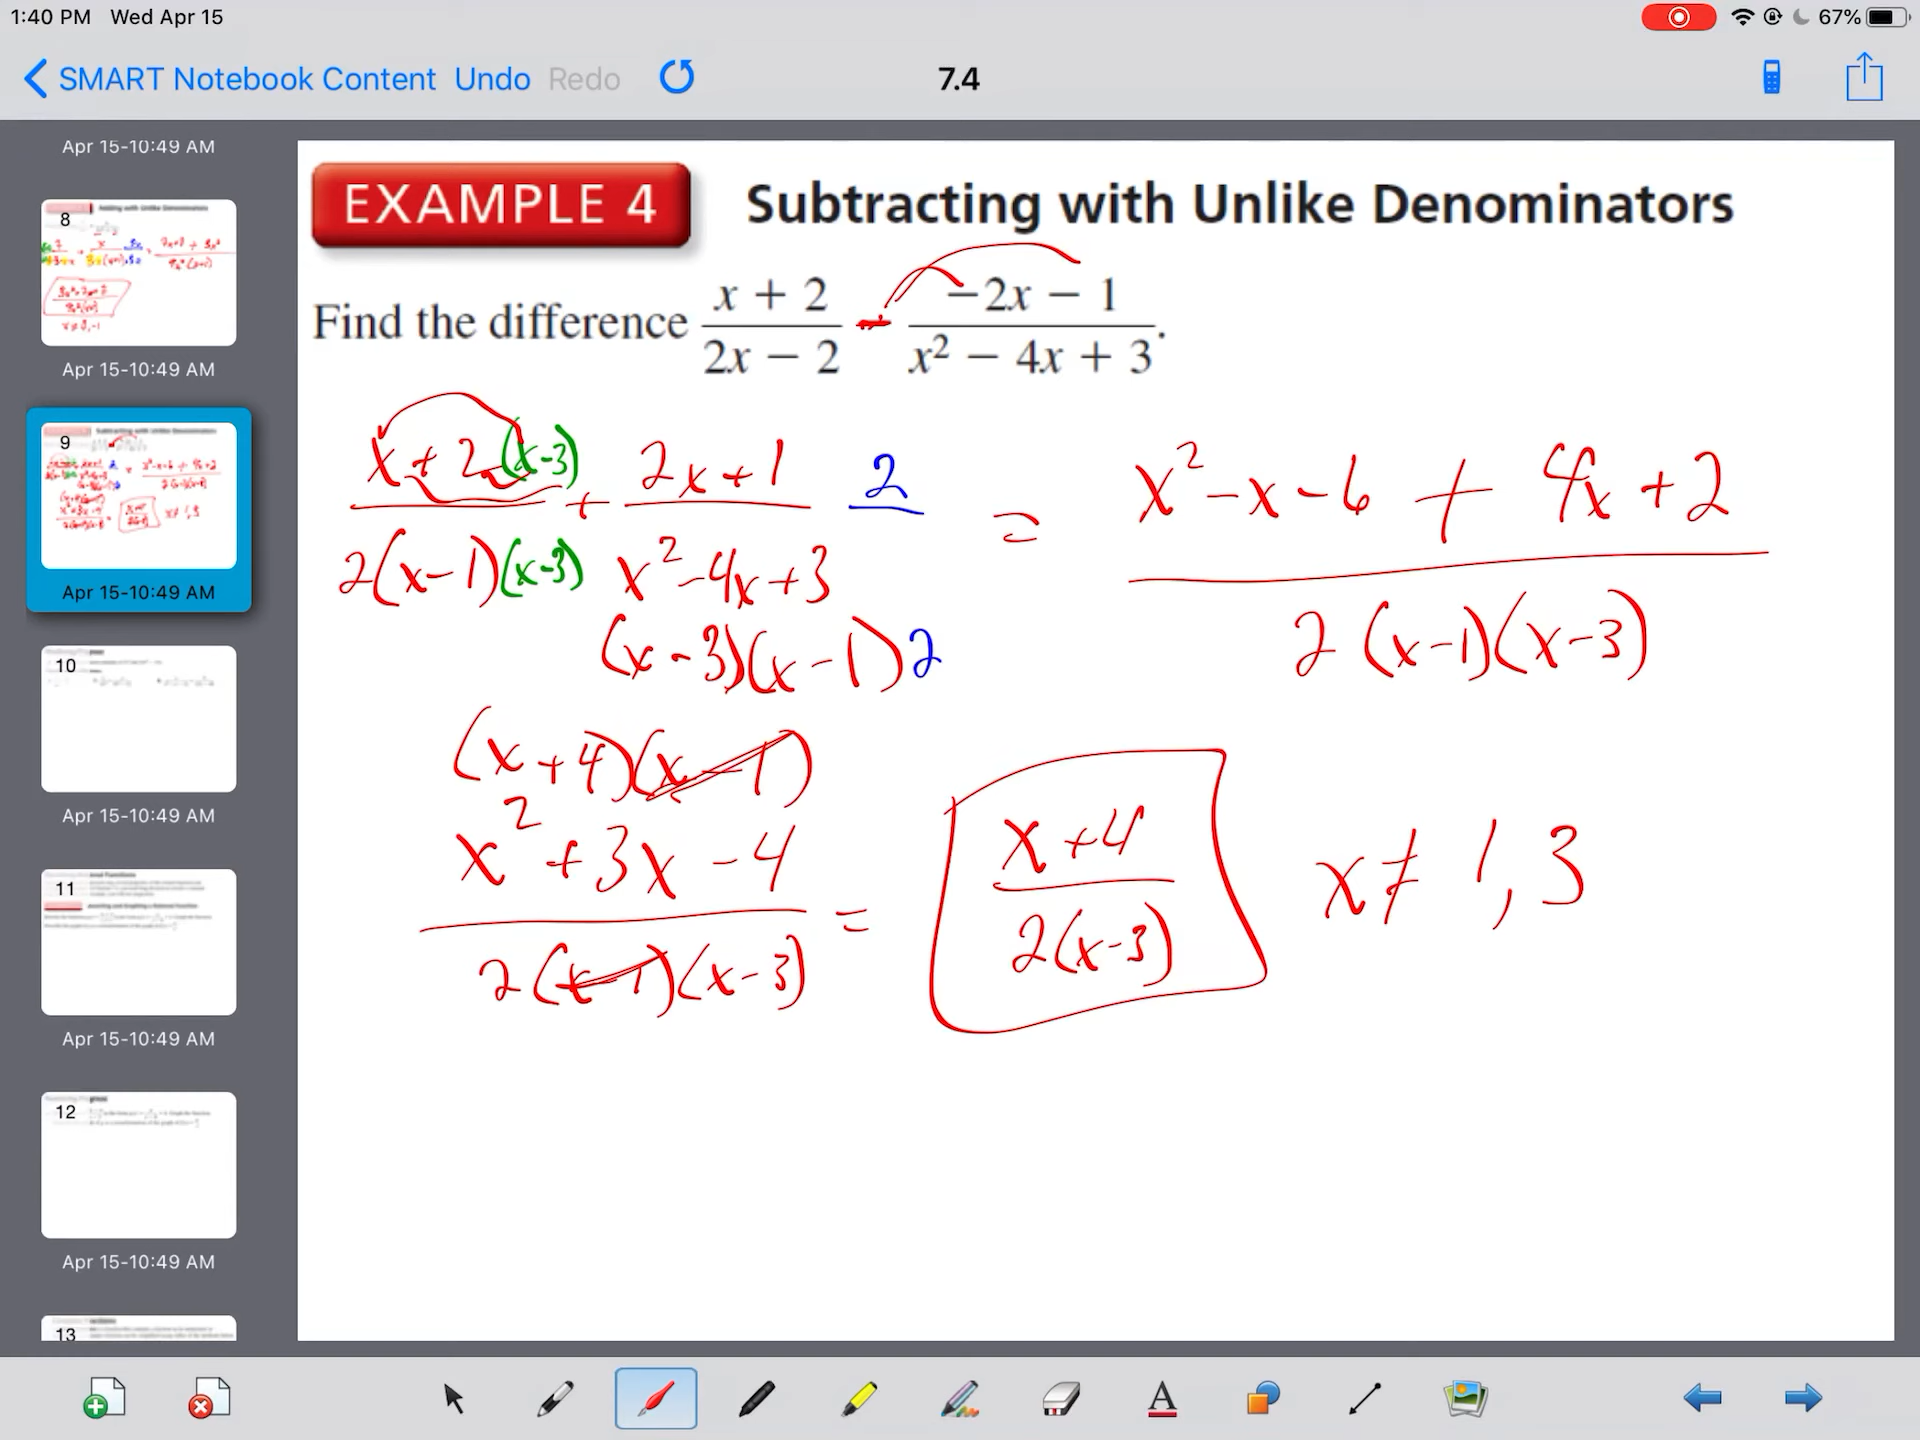 1:40 PM Wed Apr 15
67%
SMART Notebook Content Undo Redo
7.4
Apr 15-10:49 AM
8
Apr 15-10:49 AM
9
Apr 15-10:49 AM
10
Apr 15-10:49 AM
11
Apr 15-10:49 AM
12
Apr 15-10:49 AM
13
EXAMPLE 4 Subtracting with Unlike Denominators
Find the difference (x + 2)/(2x − 2) − (−2x − 1)/(x² − 4x + 3).
x+2 (x-3) / 2(x-1)(x-3) + 2x+1 / x²-4x+3 2
(x-3)(x-1)2
= x²-x-6 + 4x+2 / 2(x-1)(x-3)
(x+4)(x-1)
x²+3x-4 / 2(x-1)(x-3) = x+4 / 2(x-3) x≠1,3
A